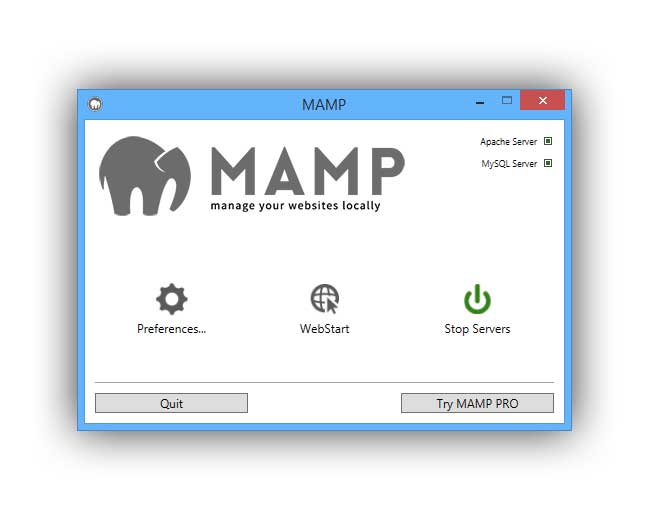 MAMP
Apache Server
MySQL Server
MAMP
manage your websites locally
Preferences...
WebStart
Stop Servers
Quit
Try MAMP PRO